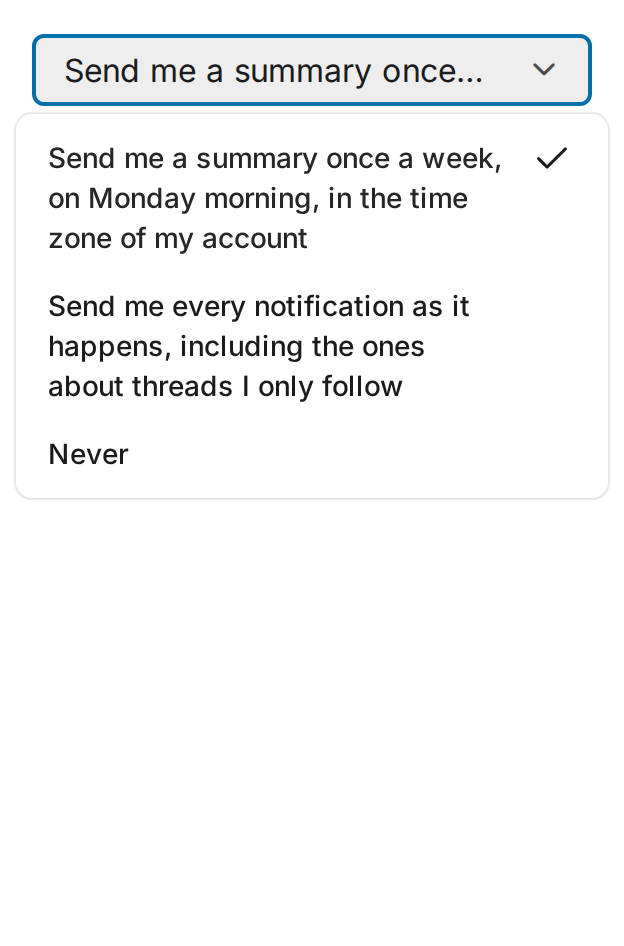 Send me a summary once...
Send me a summary once a week,
on Monday morning, in the time
zone of my account
Send me every notification as it
happens, including the ones
about threads I only follow
Never